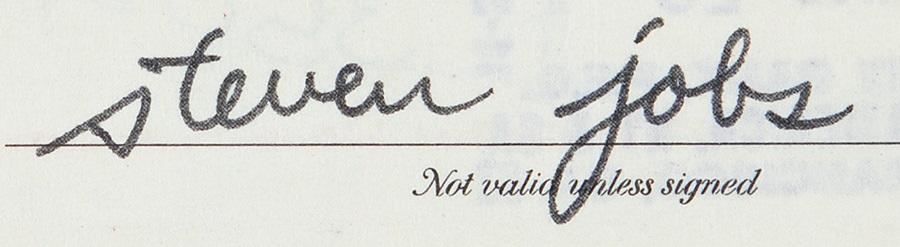 steven jobs
Not valid unless signed